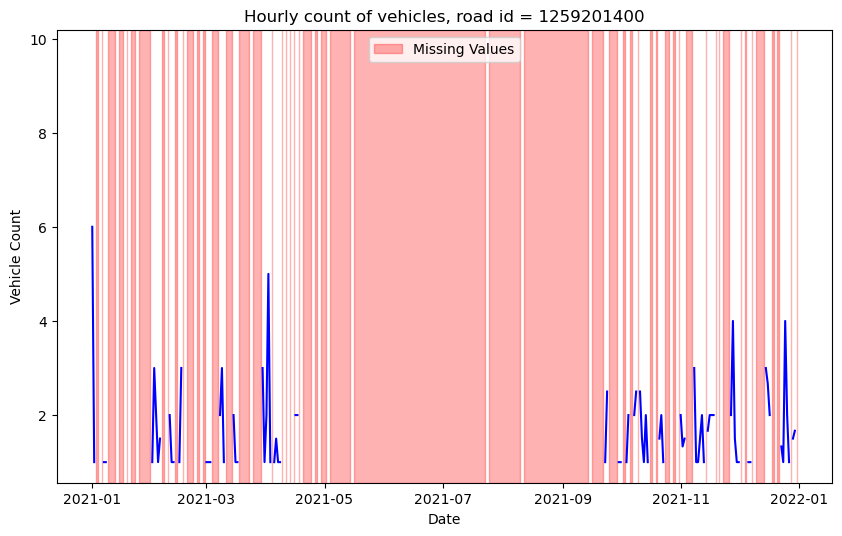 Hourly count of vehicles, road id = 1259201400
Missing Values
10
8
6
4
2
Vehicle Count
2021-01 2021-03 2021-05 2021-07 2021-09 2021-11 2022-01
Date